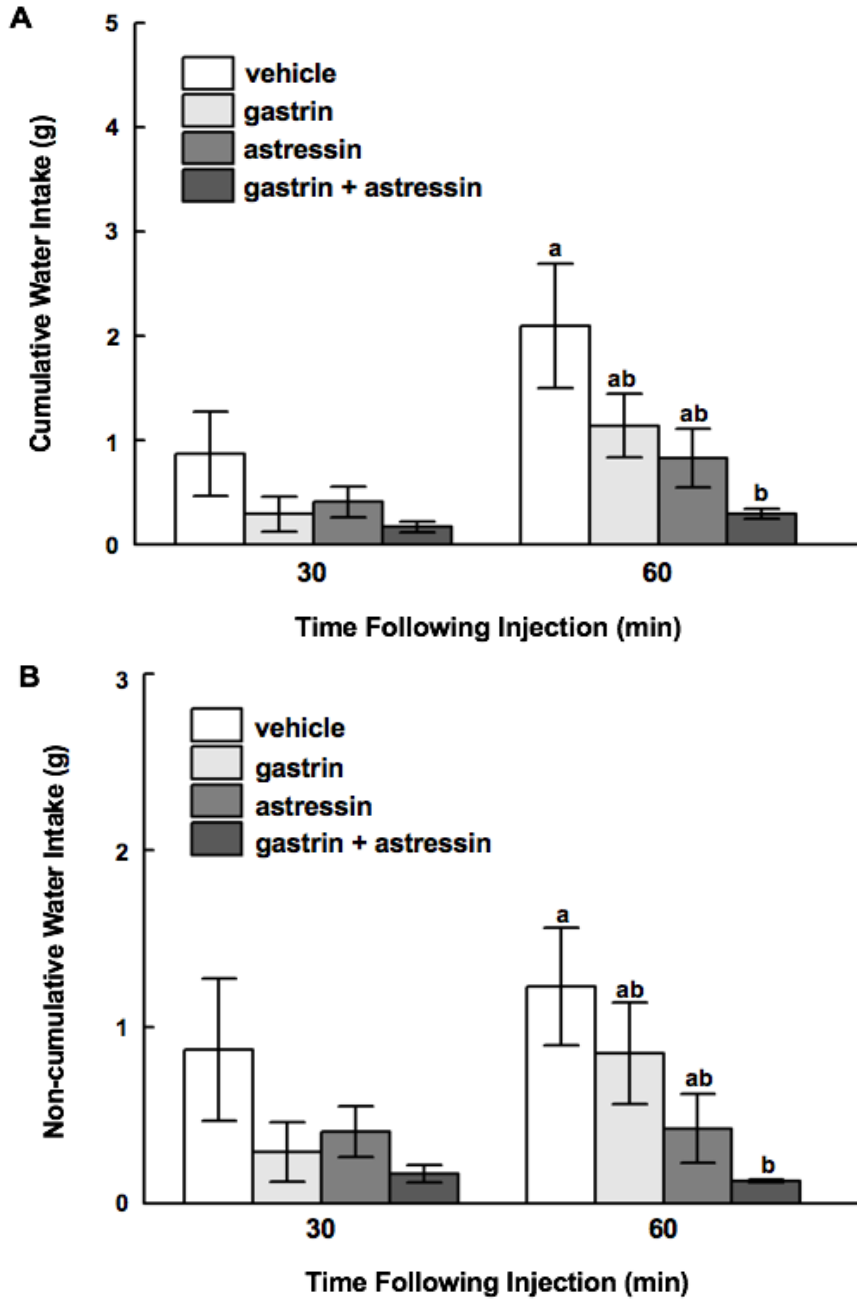 A
Cumulative Water Intake (g)
5
4
3
2
1
0
vehicle
gastrin
astressin
gastrin + astressin
a
ab
ab
b
30
60
Time Following Injection (min)
B
Non-cumulative Water Intake (g)
3
2
1
0
vehicle
gastrin
astressin
gastrin + astressin
a
ab
ab
b
30
60
Time Following Injection (min)